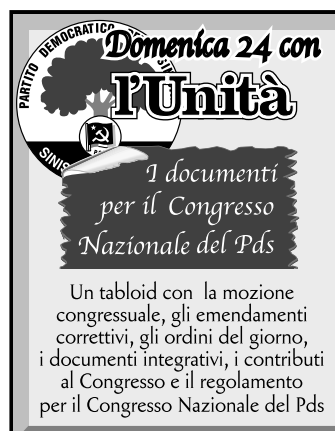 PARTITO DEMOCRATICO
SINIS
Domenica 24 con
l'Unità
I documenti
per il Congresso
Nazionale del Pds
Un tabloid con la mozione
congressuale, gli emendamenti
correttivi, gli ordini del giorno,
i documenti integrativi, i contributi
al Congresso e il regolamento
per il Congresso Nazionale del Pds